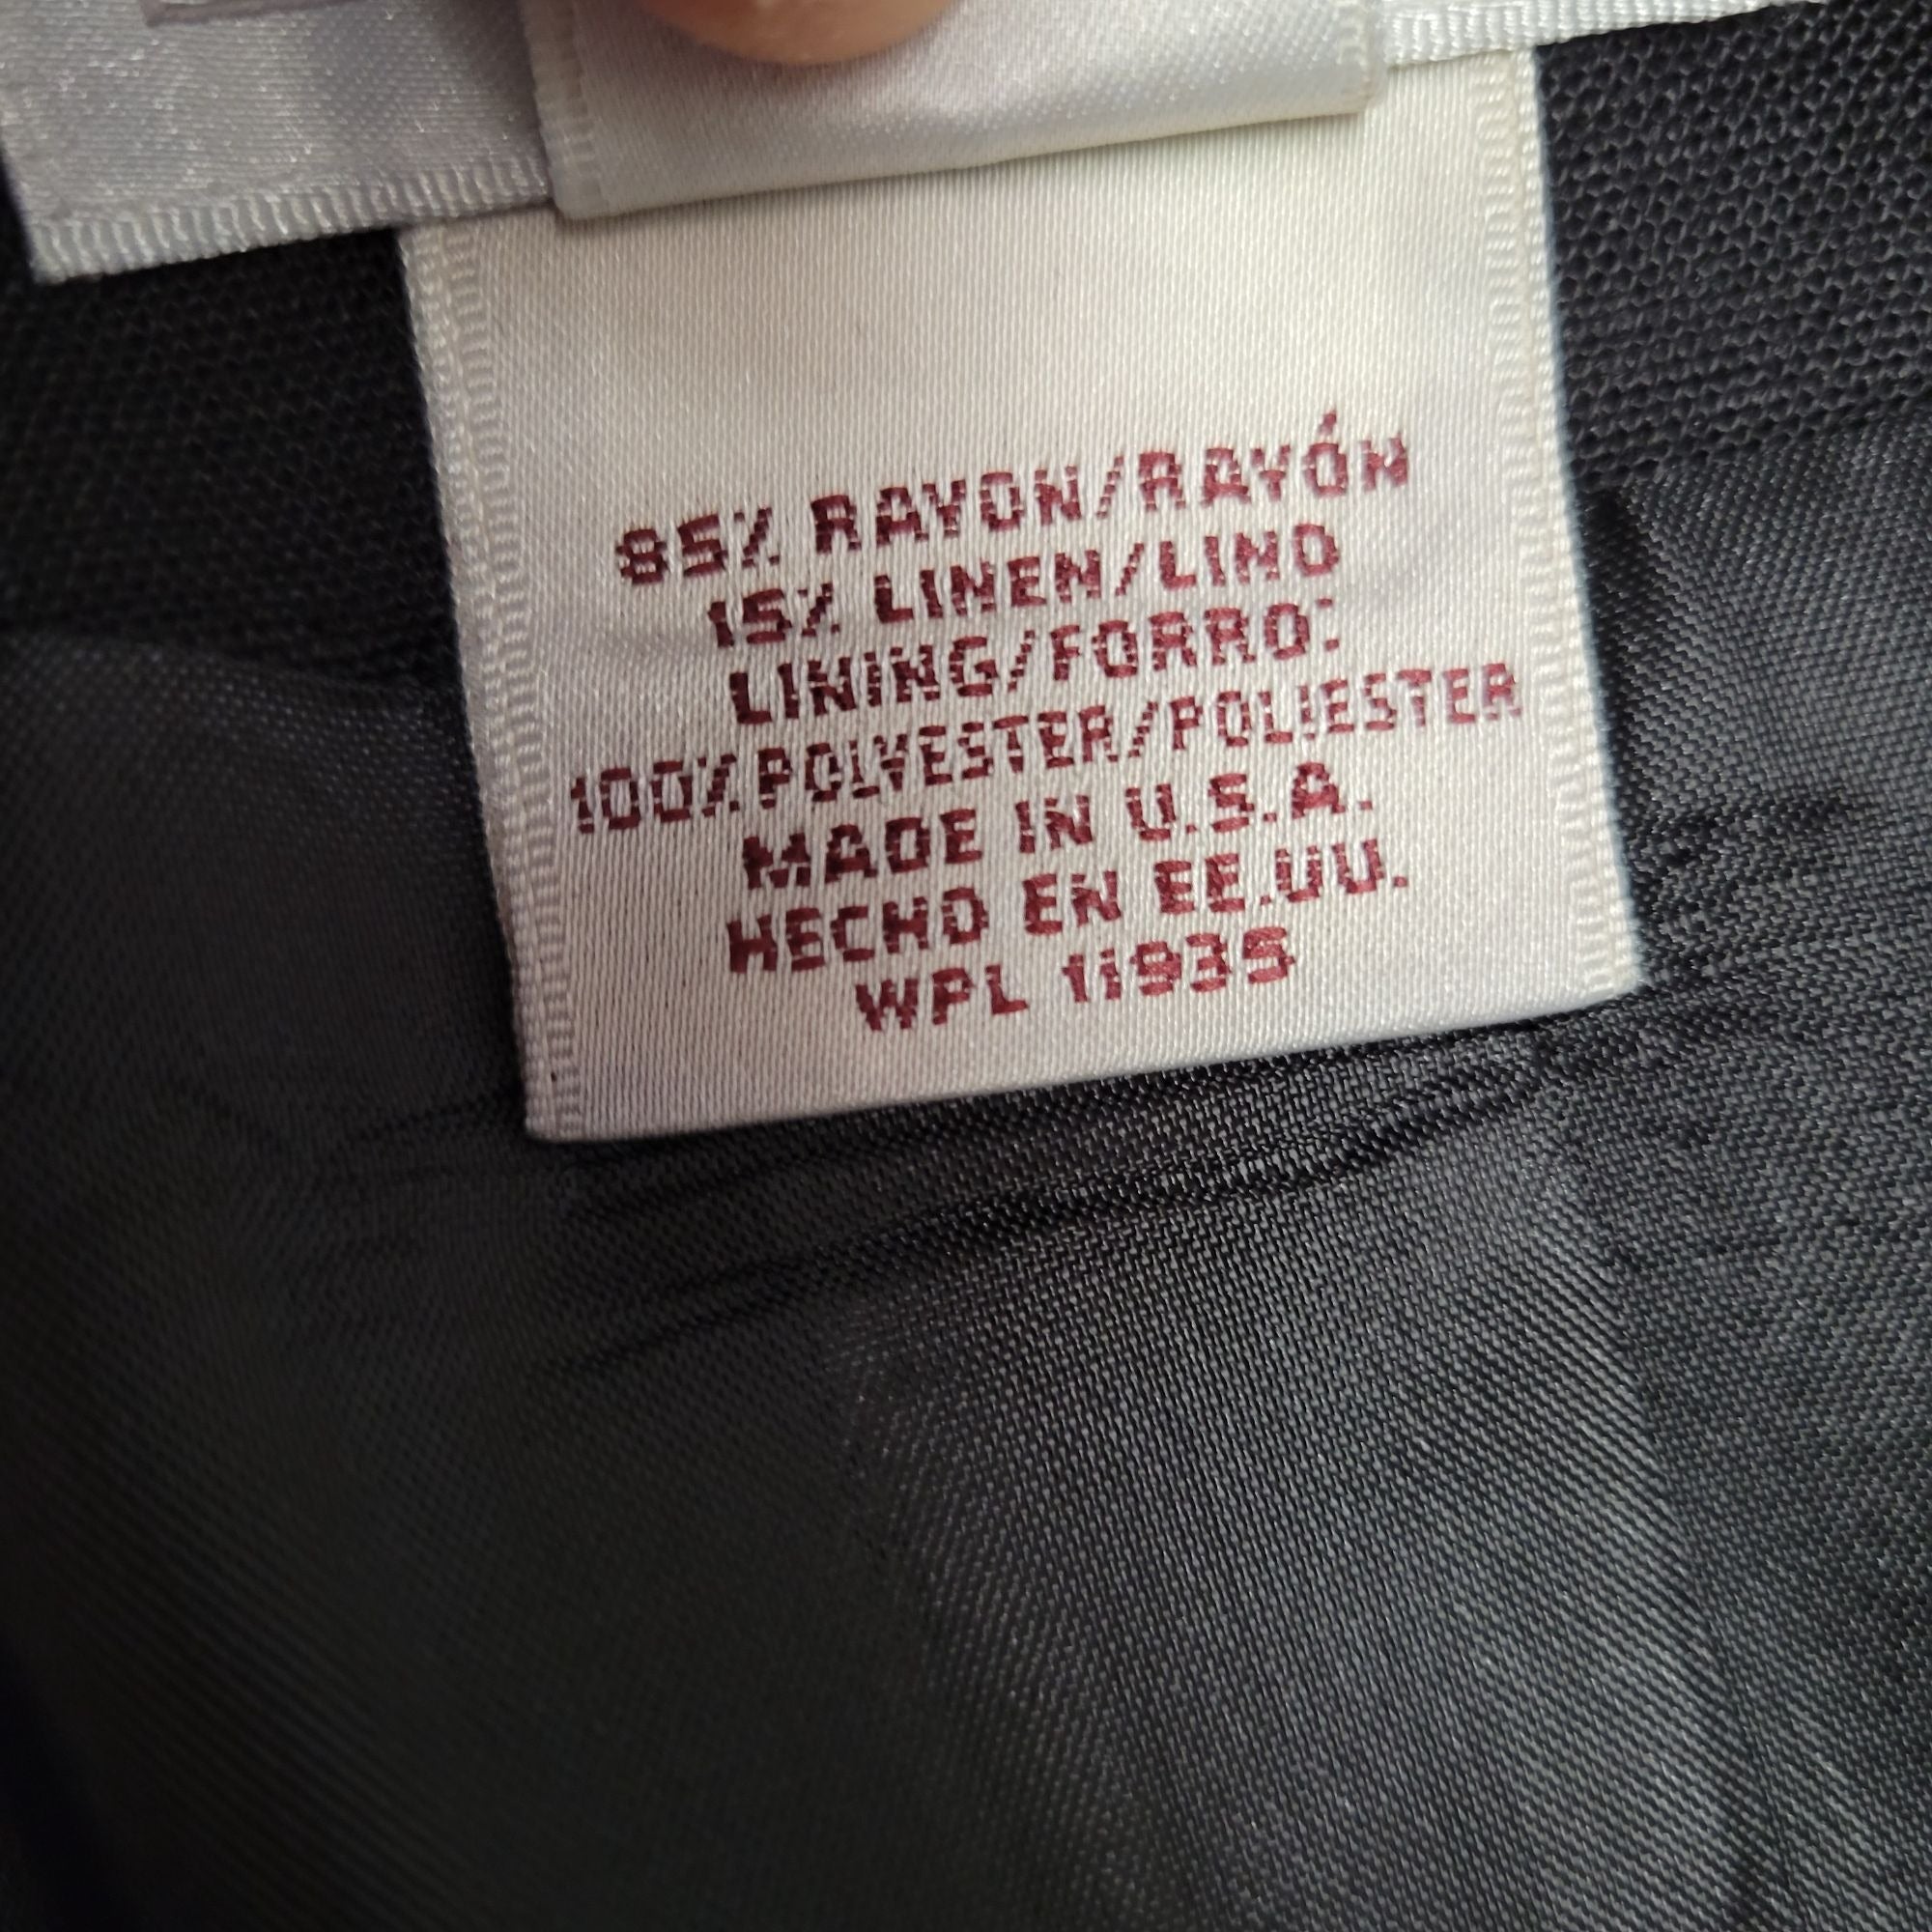 85% RAYON/RAYÓN
15% LINEN/LINO
LINING/FORRO:
100% POLYESTER/POLIESTER
MADE IN U.S.A.
HECHO EN EE.UU.
WPL 11935